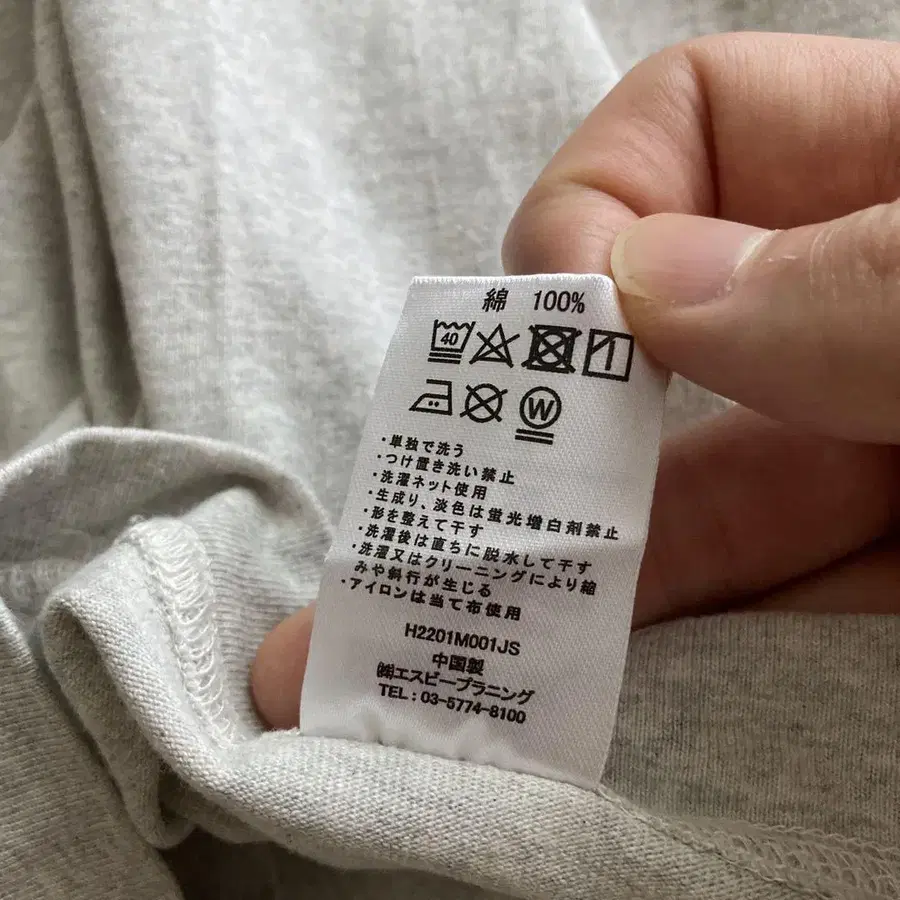 綿 100%
40
W
・単独で洗う
・つけ置き洗い禁止
・洗濯ネット使用
・生成り、淡色は蛍光増白剤禁止
・形を整えて干す
・洗濯後は直ちに脱水して干す
・洗濯又はクリーニングにより縮
みや斜行が生じる
・アイロンは当て布使用
H2201M001JS
中国製
㈱エスピープラニング
TEL : 03-5774-8100